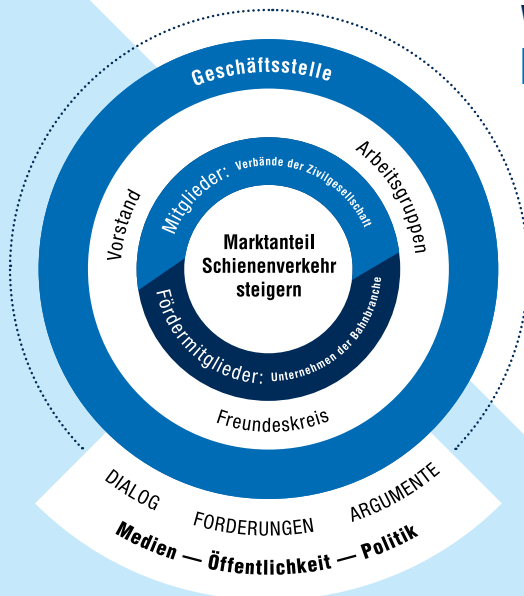 Geschäftsstelle
Vorstand
Arbeitsgruppen
Mitglieder: Verbände der Zivilgesellschaft
Marktanteil
Schienenverkehr
steigern
Fördermitglieder: Unternehmen der Bahnbranche
Freundeskreis
DIALOG FORDERUNGEN ARGUMENTE
Medien — Öffentlichkeit — Politik